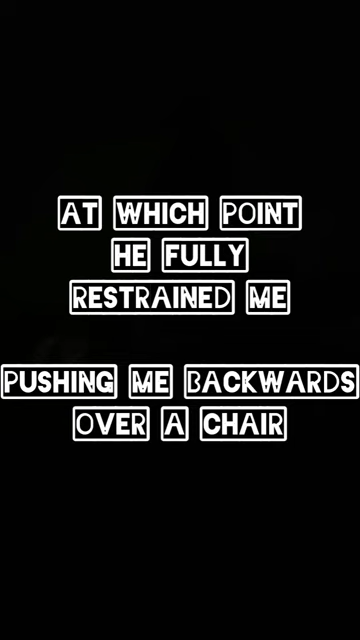 AT WHICH POINT
HE FULLY
RESTRAINED ME
PUSHING ME BACKWARDS
OVER A CHAIR